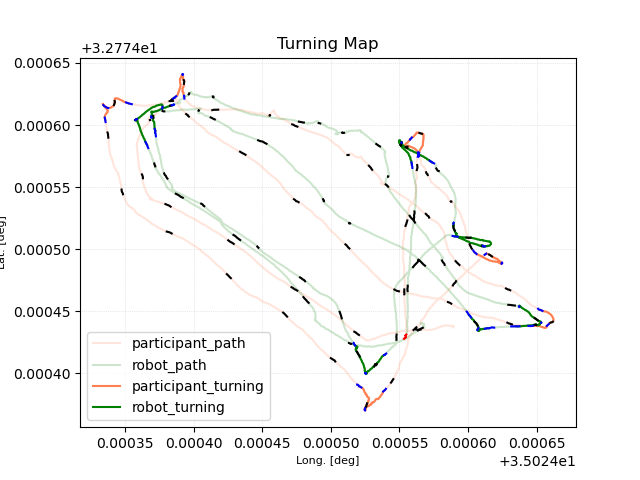 Turning Map
+3.2774e1
0.00065
0.00060
0.00055
0.00050
0.00045
0.00040
Lat. [deg]
participant_path
robot_path
participant_turning
robot_turning
0.00035 0.00040 0.00045 0.00050 0.00055 0.00060 0.00065
Long. [deg]
+3.5024e1